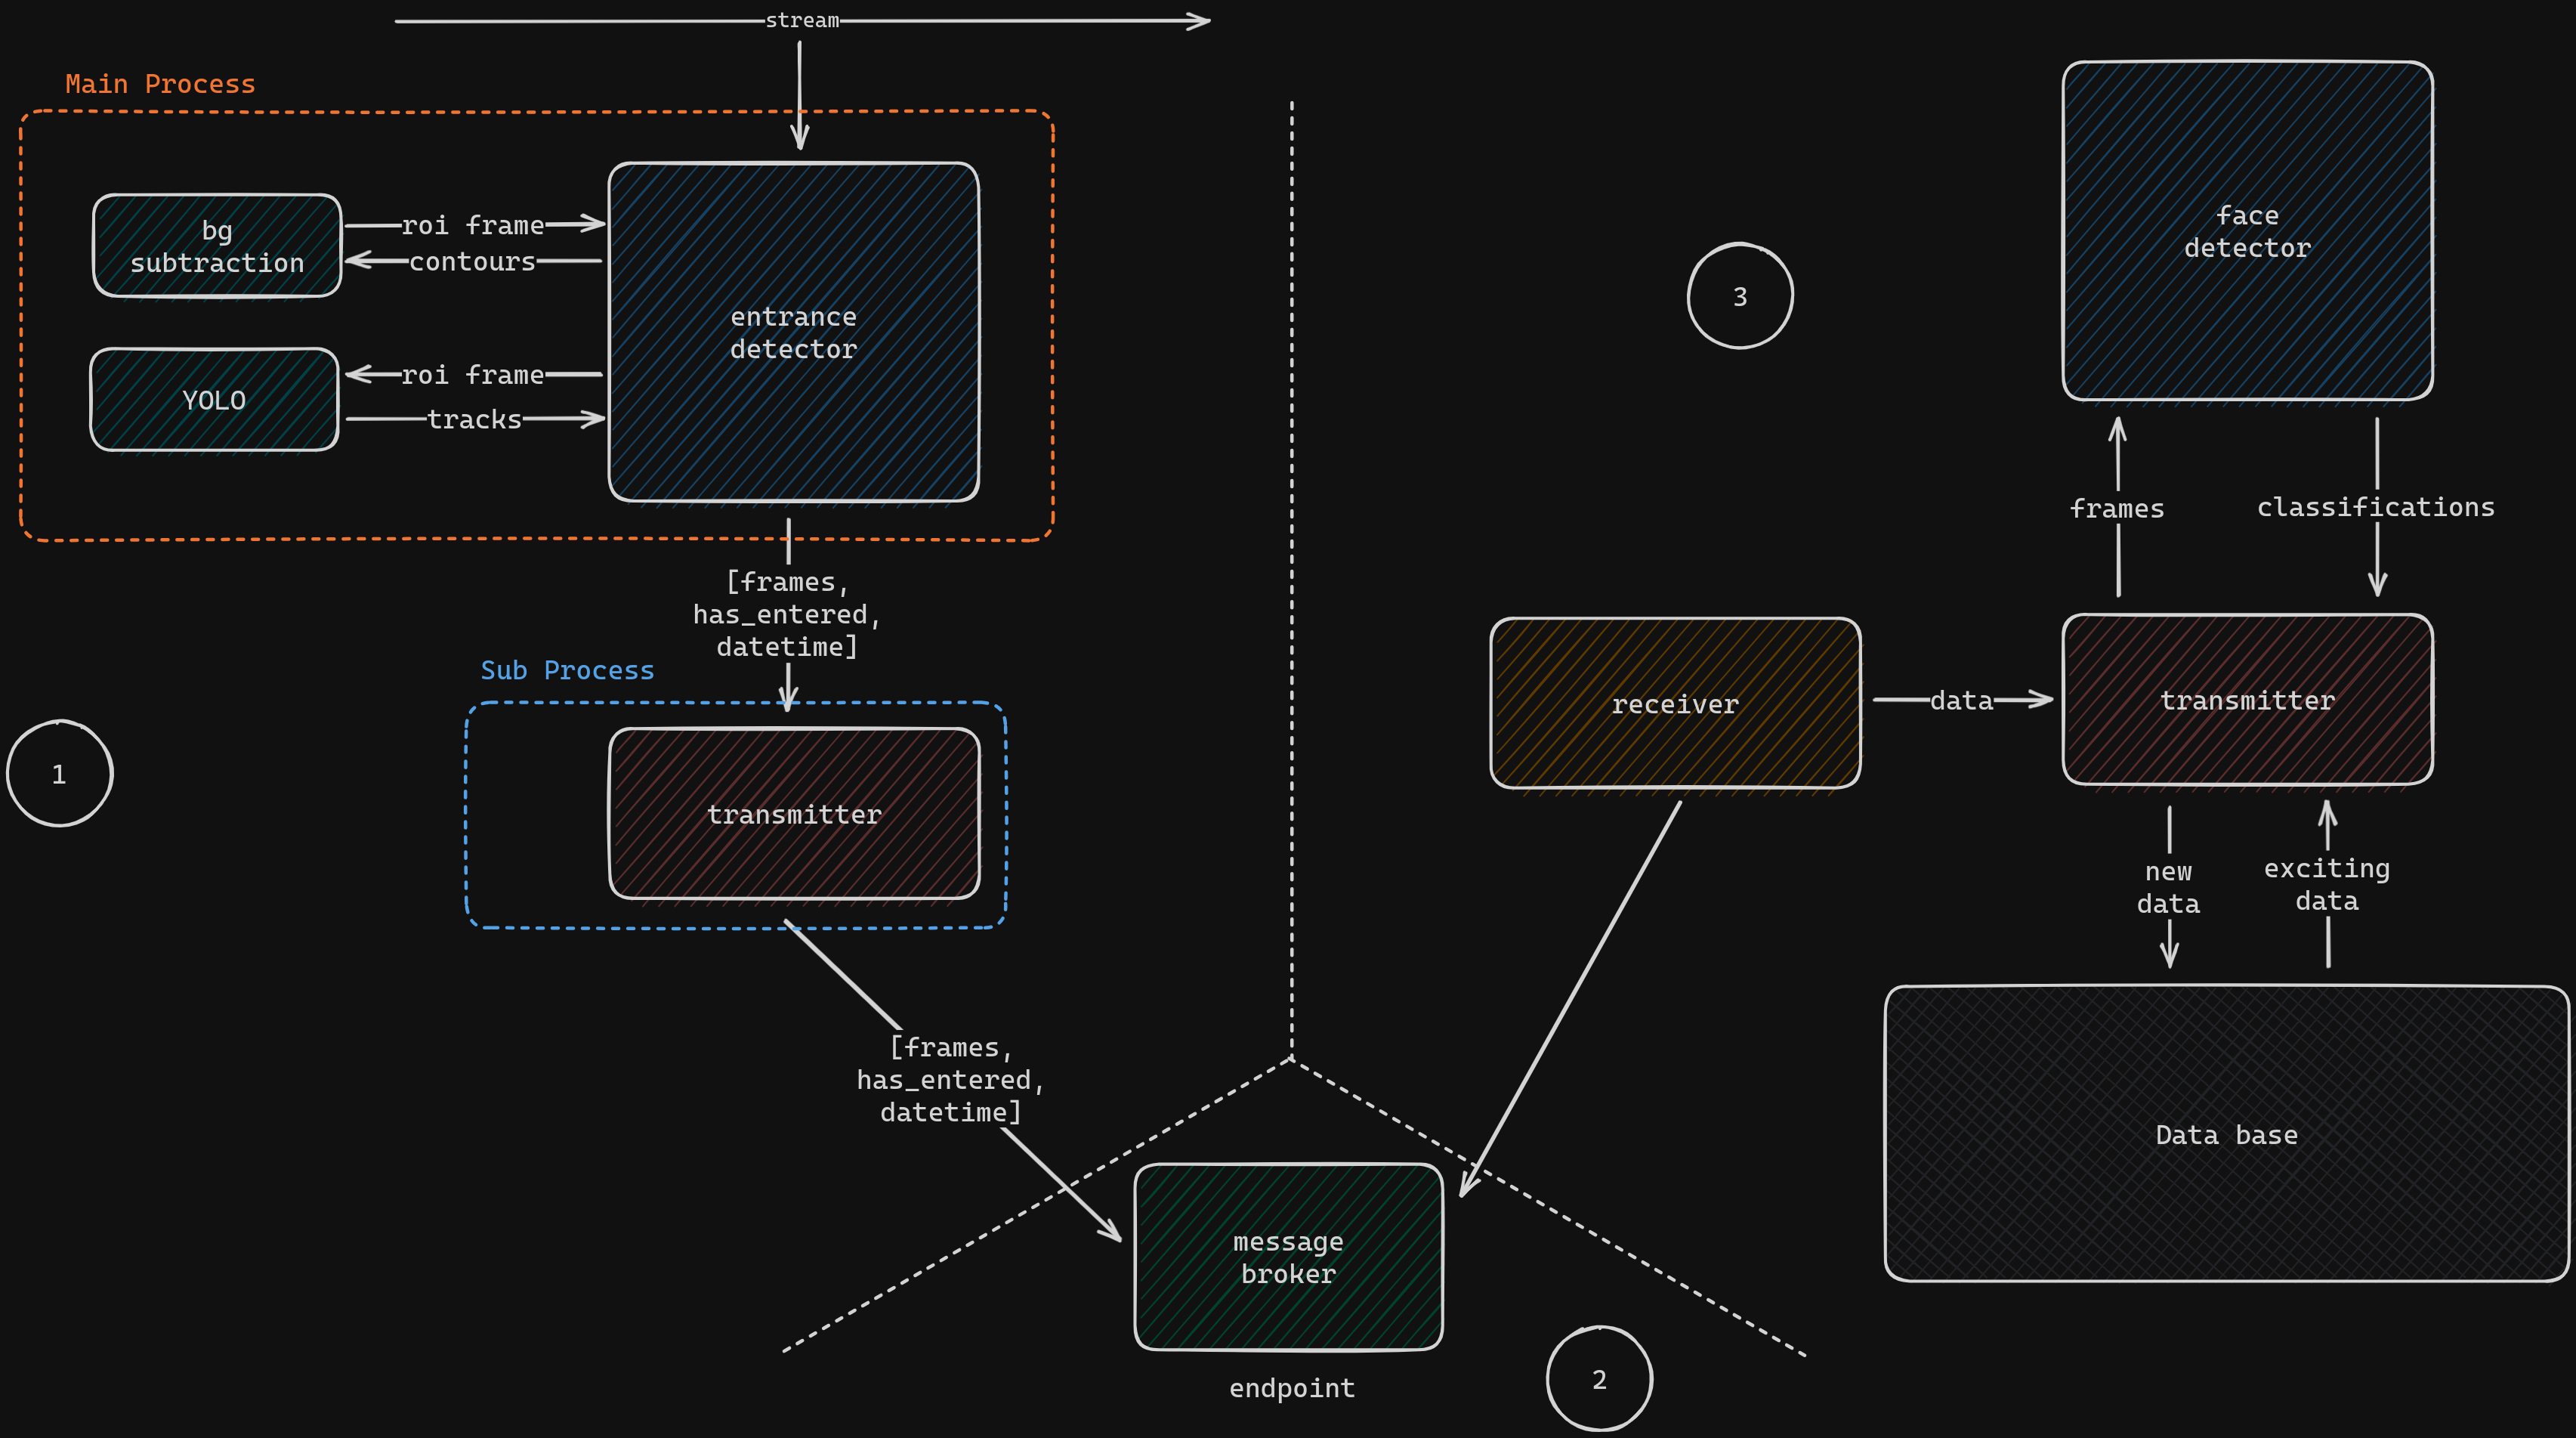 stream
Main Process
bg
subtraction
roi frame
contours
YOLO
roi frame
tracks
entrance
detector
[frames,
has_entered,
datetime]
Sub Process
transmitter
1
[frames,
has_entered,
datetime]
message
broker
endpoint
2
3
face
detector
frames
classifications
receiver
data
transmitter
new
data
exciting
data
Data base